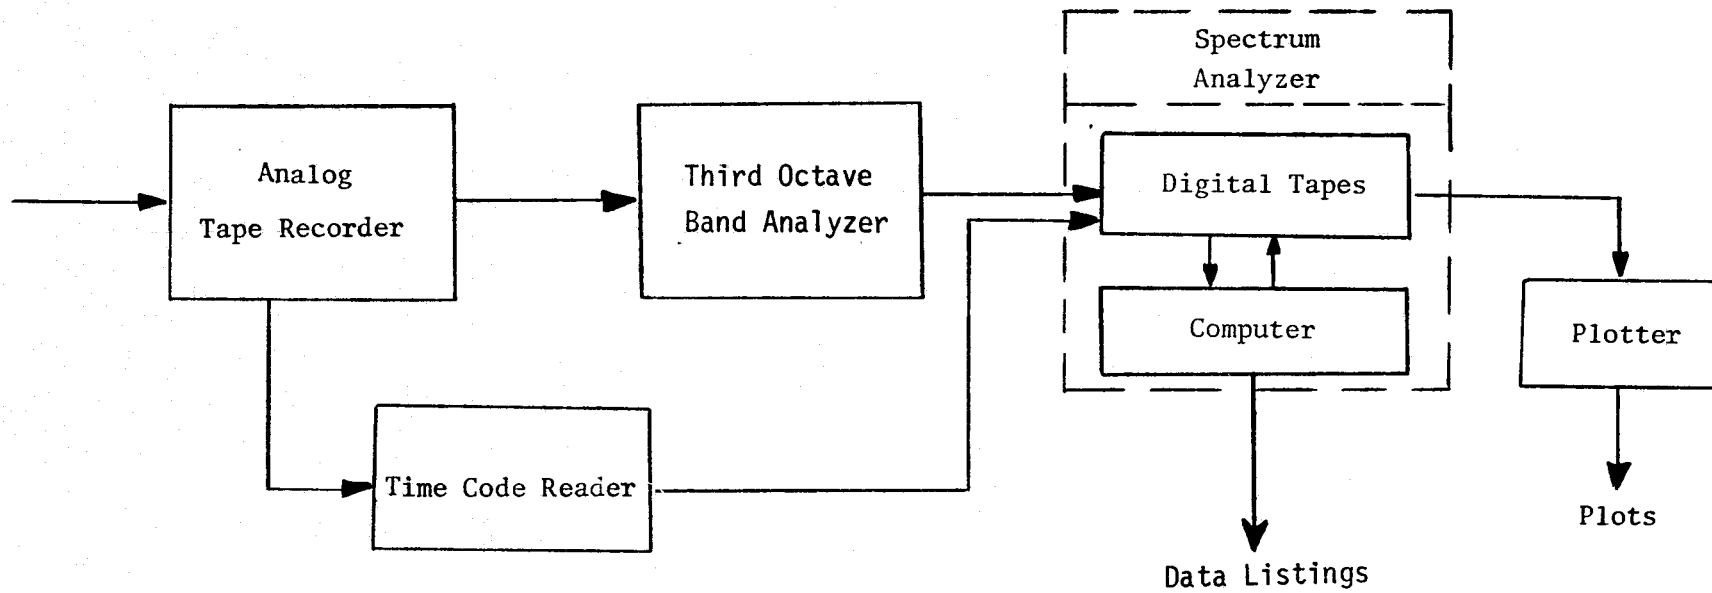 Spectrum
Analyzer
Analog
Tape Recorder
Third Octave
Band Analyzer
Digital Tapes
Computer
Plotter
Time Code Reader
Plots
Data Listings